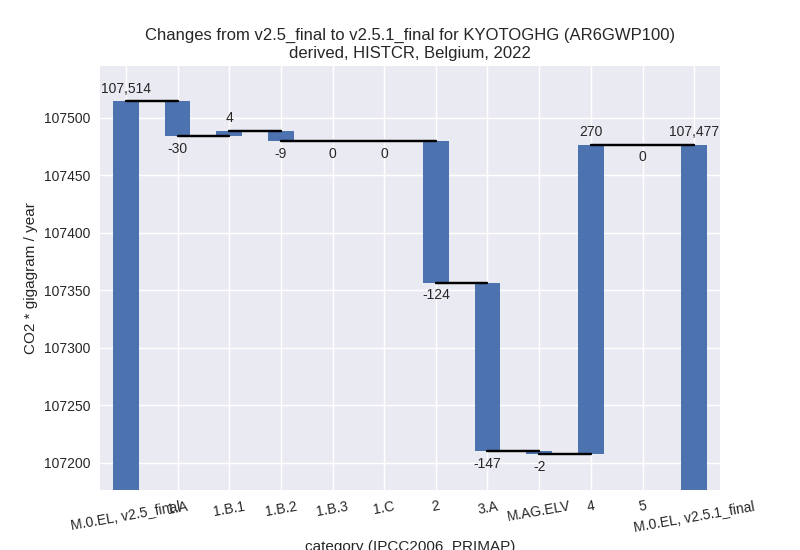 Changes from v2.5_final to v2.5.1_final for KYOTOGHG (AR6GWP100)
derived, HISTCR, Belgium, 2022
107,514
-30
4
-9
0
0
-124
-147
-2
270
0
107,477
CO2 * gigagram / year
107500
107450
107400
107350
107300
107250
107200
M.0.EL, v2.5_final
1.A
1.B.1
1.B.2
1.B.3
1.C
2
3.A
M.AG.ELV
4
5
M.0.EL, v2.5.1_final
category (IPCC2006_PRIMAP)